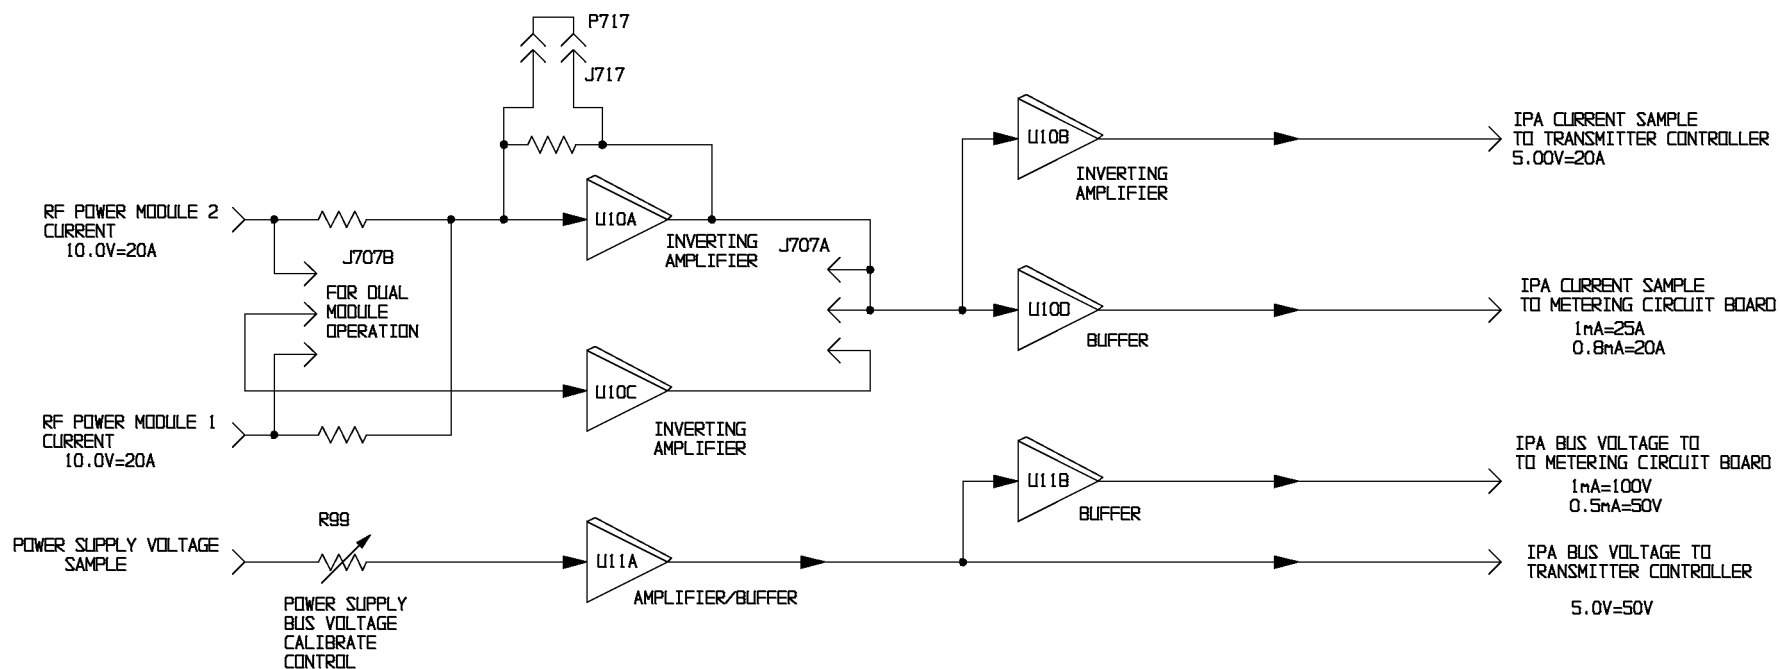 P717
J717
U10B
INVERTING
AMPLIFIER
IPA CURRENT SAMPLE
TO TRANSMITTER CONTROLLER
5.00V=20A
RF POWER MODULE 2
CURRENT
10.0V=20A
J707B
FOR DUAL
MODULE
OPERATION
U10A
INVERTING
AMPLIFIER
J707A
U10D
BUFFER
IPA CURRENT SAMPLE
TO METERING CIRCUIT BOARD
1mA=25A
0.8mA=20A
U10C
INVERTING
AMPLIFIER
RF POWER MODULE 1
CURRENT
10.0V=20A
U11B
BUFFER
IPA BUS VOLTAGE TO
TO METERING CIRCUIT BOARD
1mA=100V
0.5mA=50V
POWER SUPPLY VOLTAGE
SAMPLE
R99
POWER SUPPLY
BUS VOLTAGE
CALIBRATE
CONTROL
U11A
AMPLIFIER/BUFFER
IPA BUS VOLTAGE TO
TRANSMITTER CONTROLLER
5.0V=50V